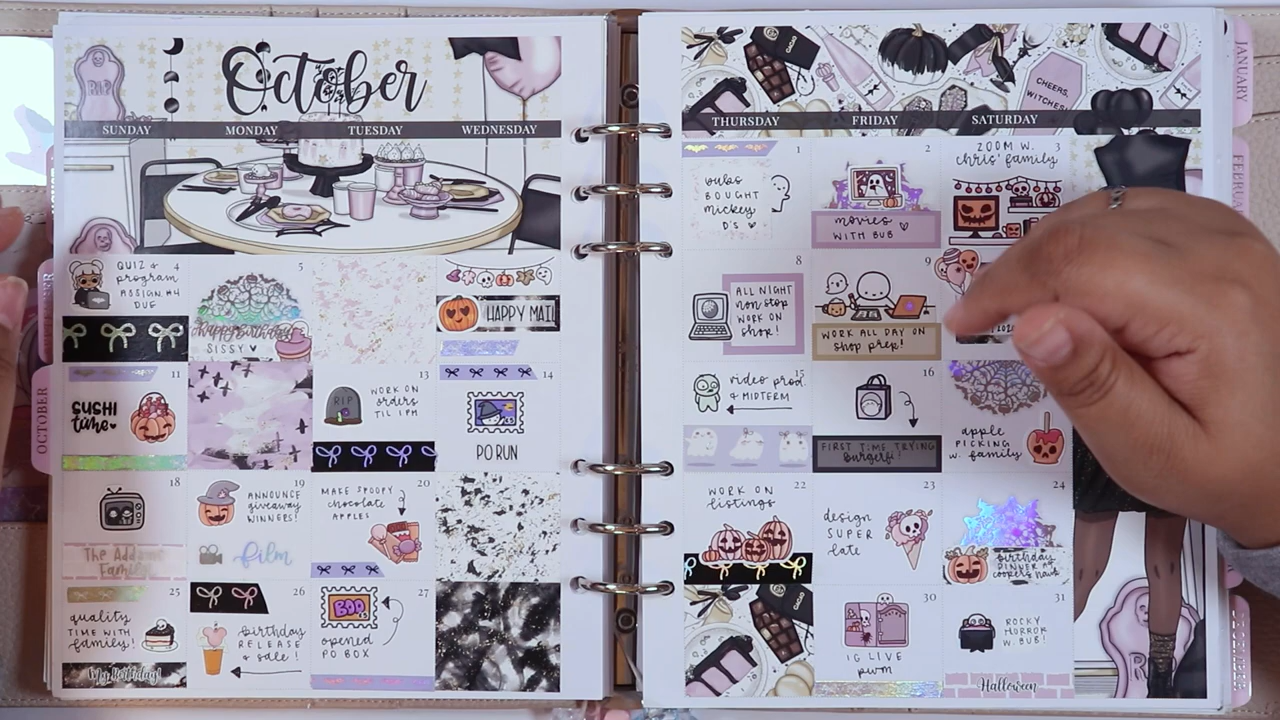 October
RIP
CHEERS,
WITCHES!
SUNDAY MONDAY TUESDAY WEDNESDAY
THURSDAY FRIDAY SATURDAY
1
bubs
BOUGHT
mickey
D'S
2
movies
WITH BUB
ZOOM W. 3
chris' family
4
QUIZ &
program
ASSIGN. #4
DUE
5
Happy Birthday
SISSY
HAPPY MAIL
8
ALL NIGHT
non stop
WORK ON
shop!
9
WORK ALL DAY ON
shop prep!
11
SUSHI
time
13
RIP
WORK ON
orders
TIL 1PM
14
PO RUN
15
video prod.
& MIDTERM
16
FIRST TIME TRYING
burgerfi!
apple
PICKING
W. family
18
The Addams
Family
19
ANNOUNCE
giveaway
WINNERS!
film
20
MAKE SPOOKY
chocolate
APPLES
22
WORK ON
listings
23
design
SUPER
late
24
birthday
DINNER AT
coopers hawk
25
quality
TIME WITH
family!
My Birthday!
26
birthday
RELEASE
& sale!
27
BOO
opened
PO BOX
30
IG LIVE
pwm
31
ROCKY
HORROR
W. BUB!
Halloween
OCTOBER
JANUARY